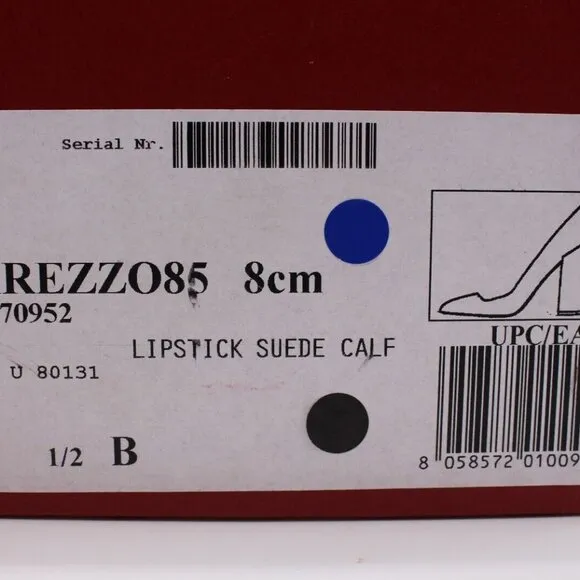 Serial Nr.
REZZO85 8cm
70952
LIPSTICK SUEDE CALF
U 80131
1/2 B
UPC/EA
8 058572 01009